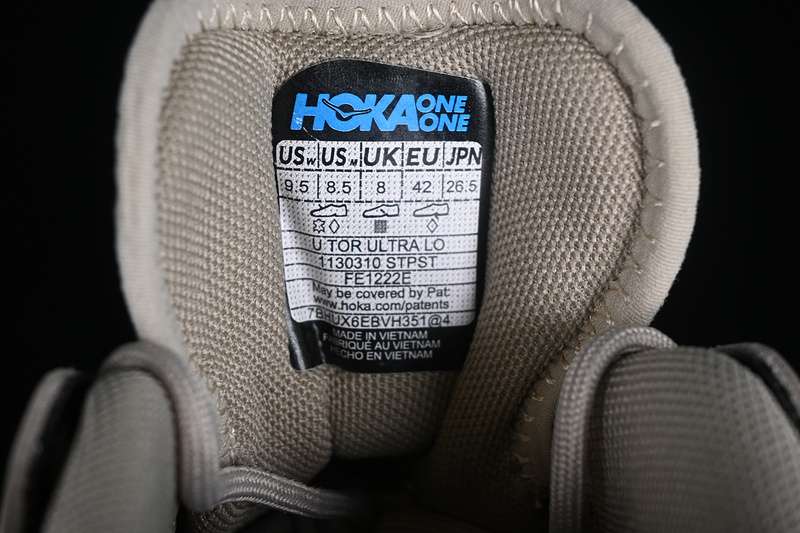 HOKA ONE ONE
US W US M UK EU JPN
9.5 8.5 8 42 26.5
U TOR ULTRA LO
1130310 STPST
FE1222E
May be covered by Pat:
www.hoka.com/patents
7BHUX6EBVH351@4
MADE IN VIETNAM
FABRIQUÉ AU VIETNAM
HECHO EN VIETNAM